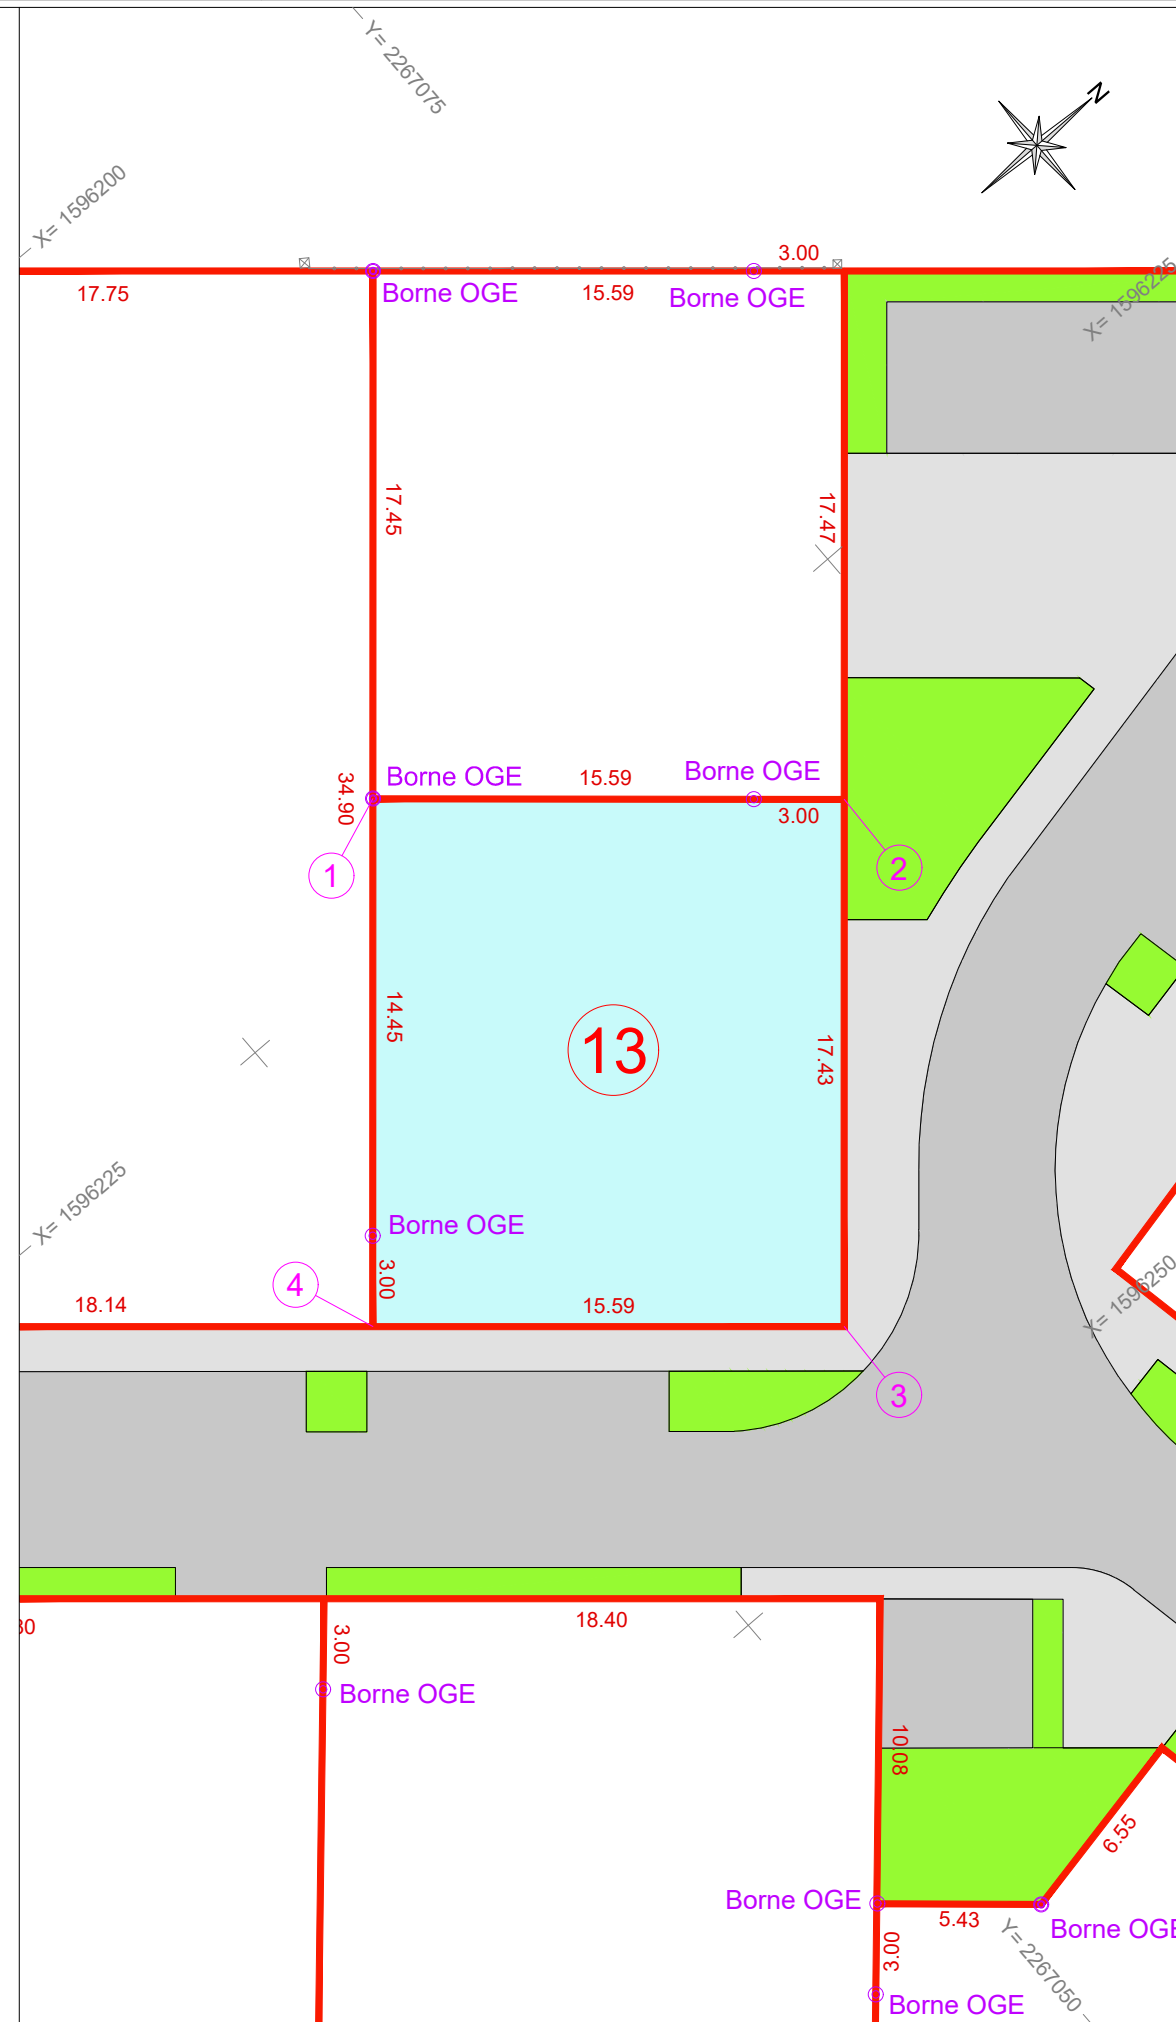 Y= 2267075
N
X= 1596200
3.00
17.75
Borne OGE
15.59
Borne OGE
X= 1596225
17.45
17.47
Borne OGE
15.59
Borne OGE
34.90
3.00
1
2
14.45
13
17.43
X= 1596225
Borne OGE
3.00
4
18.14
15.59
X= 1596250
3
30
3.00
18.40
Borne OGE
10.08
6.55
Borne OGE
5.43
Borne OGE
3.00
Y= 2267050
Borne OGE